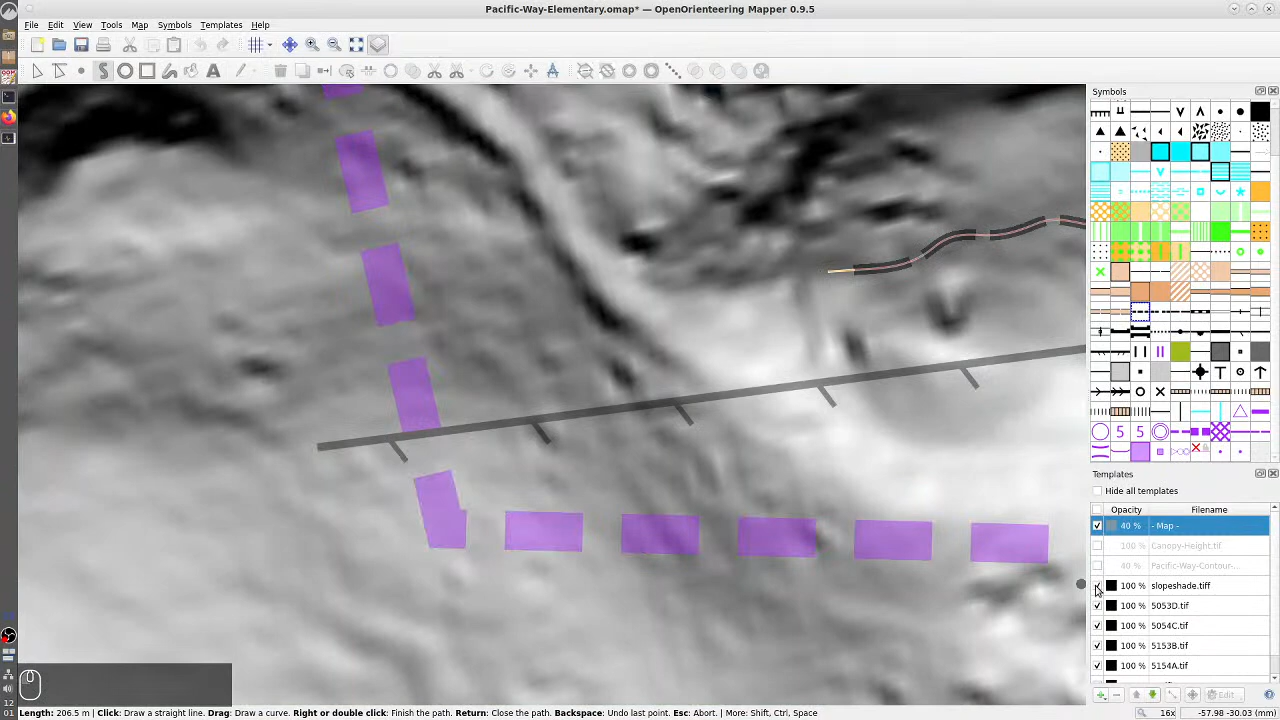 Pacific-Way-Elementary.omap* — OpenOrienteering Mapper 0.9.5
File Edit View Tools Map Symbols Templates Help
Symbols
5 5
Templates
Hide all templates
Opacity Filename
40 % - Map -
100 % Canopy-Height.tif
40 % Pacific-Way-Contour-...
100 % slopeshade.tiff
100 % 5053D.tif
100 % 5054C.tif
100 % 5153B.tif
100 % 5154A.tif
Edit...
12
01
Length: 206.5 m | Click: Draw a straight line. Drag: Draw a curve. Right or double click: Finish the path. Return: Close the path. Backspace: Undo last point. Esc: Abort. | More: Shift, Ctrl, Space
16x
-57.98 -30.03 (mm)